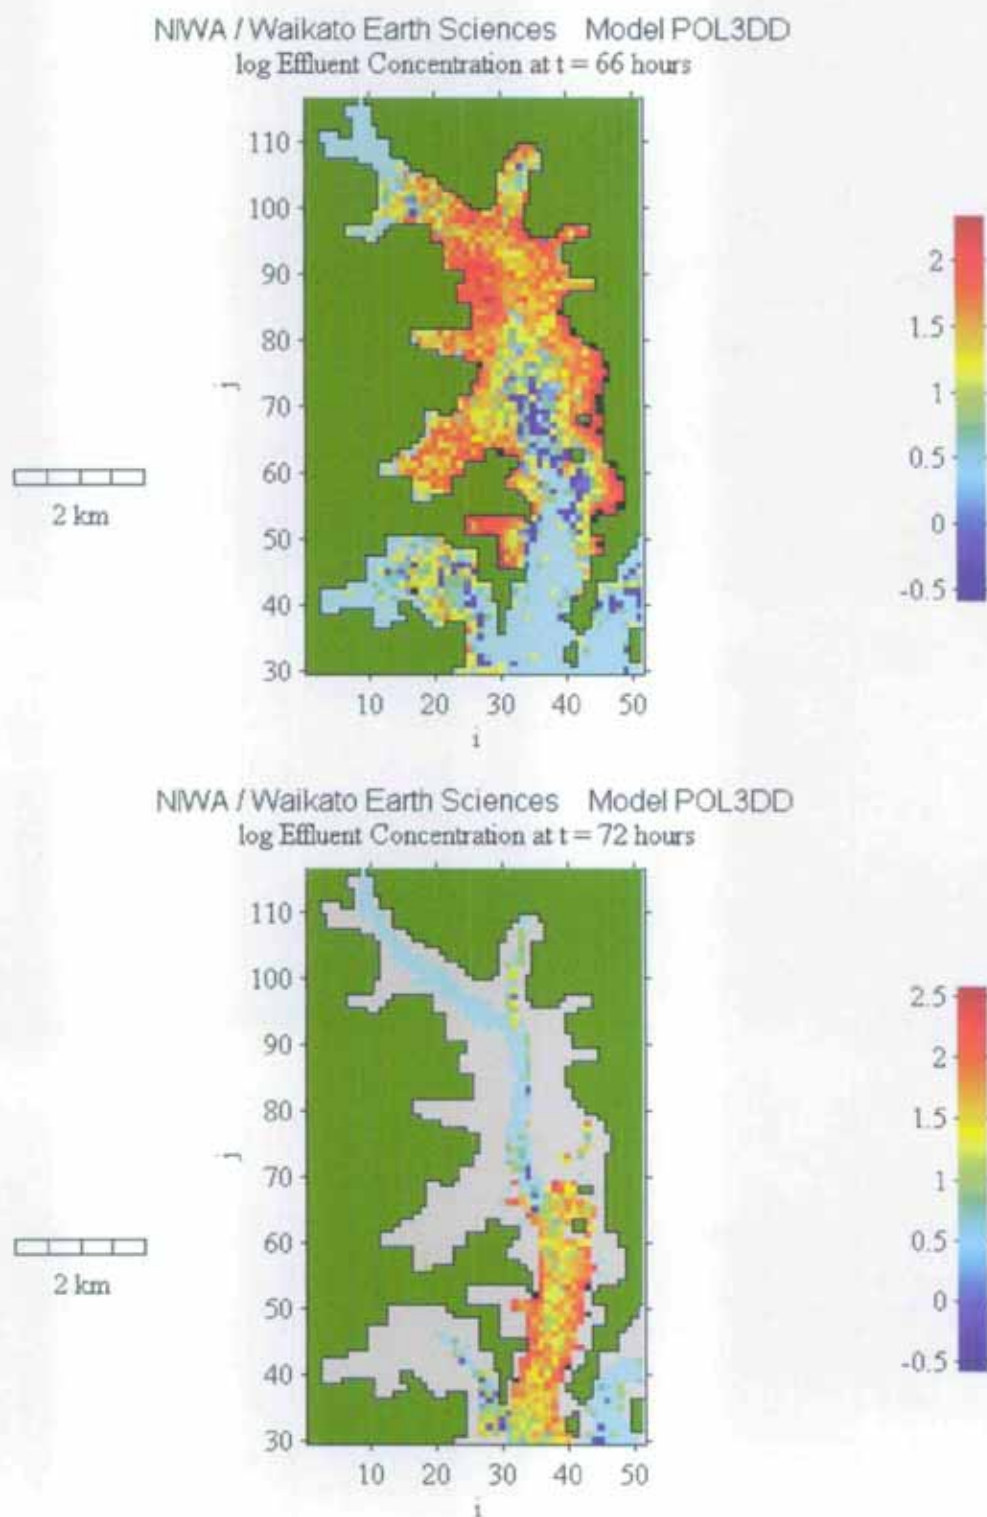 NIWA / Waikato Earth Sciences Model POL3DD
log Effluent Concentration at t = 66 hours
110
100
90
80
70
60
50
40
30
j
10 20 30 40 50
i
2 km
2
1.5
1
0.5
0
-0.5
NIWA / Waikato Earth Sciences Model POL3DD
log Effluent Concentration at t = 72 hours
110
100
90
80
70
60
50
40
30
j
10 20 30 40 50
i
2 km
2.5
2
1.5
1
0.5
0
-0.5